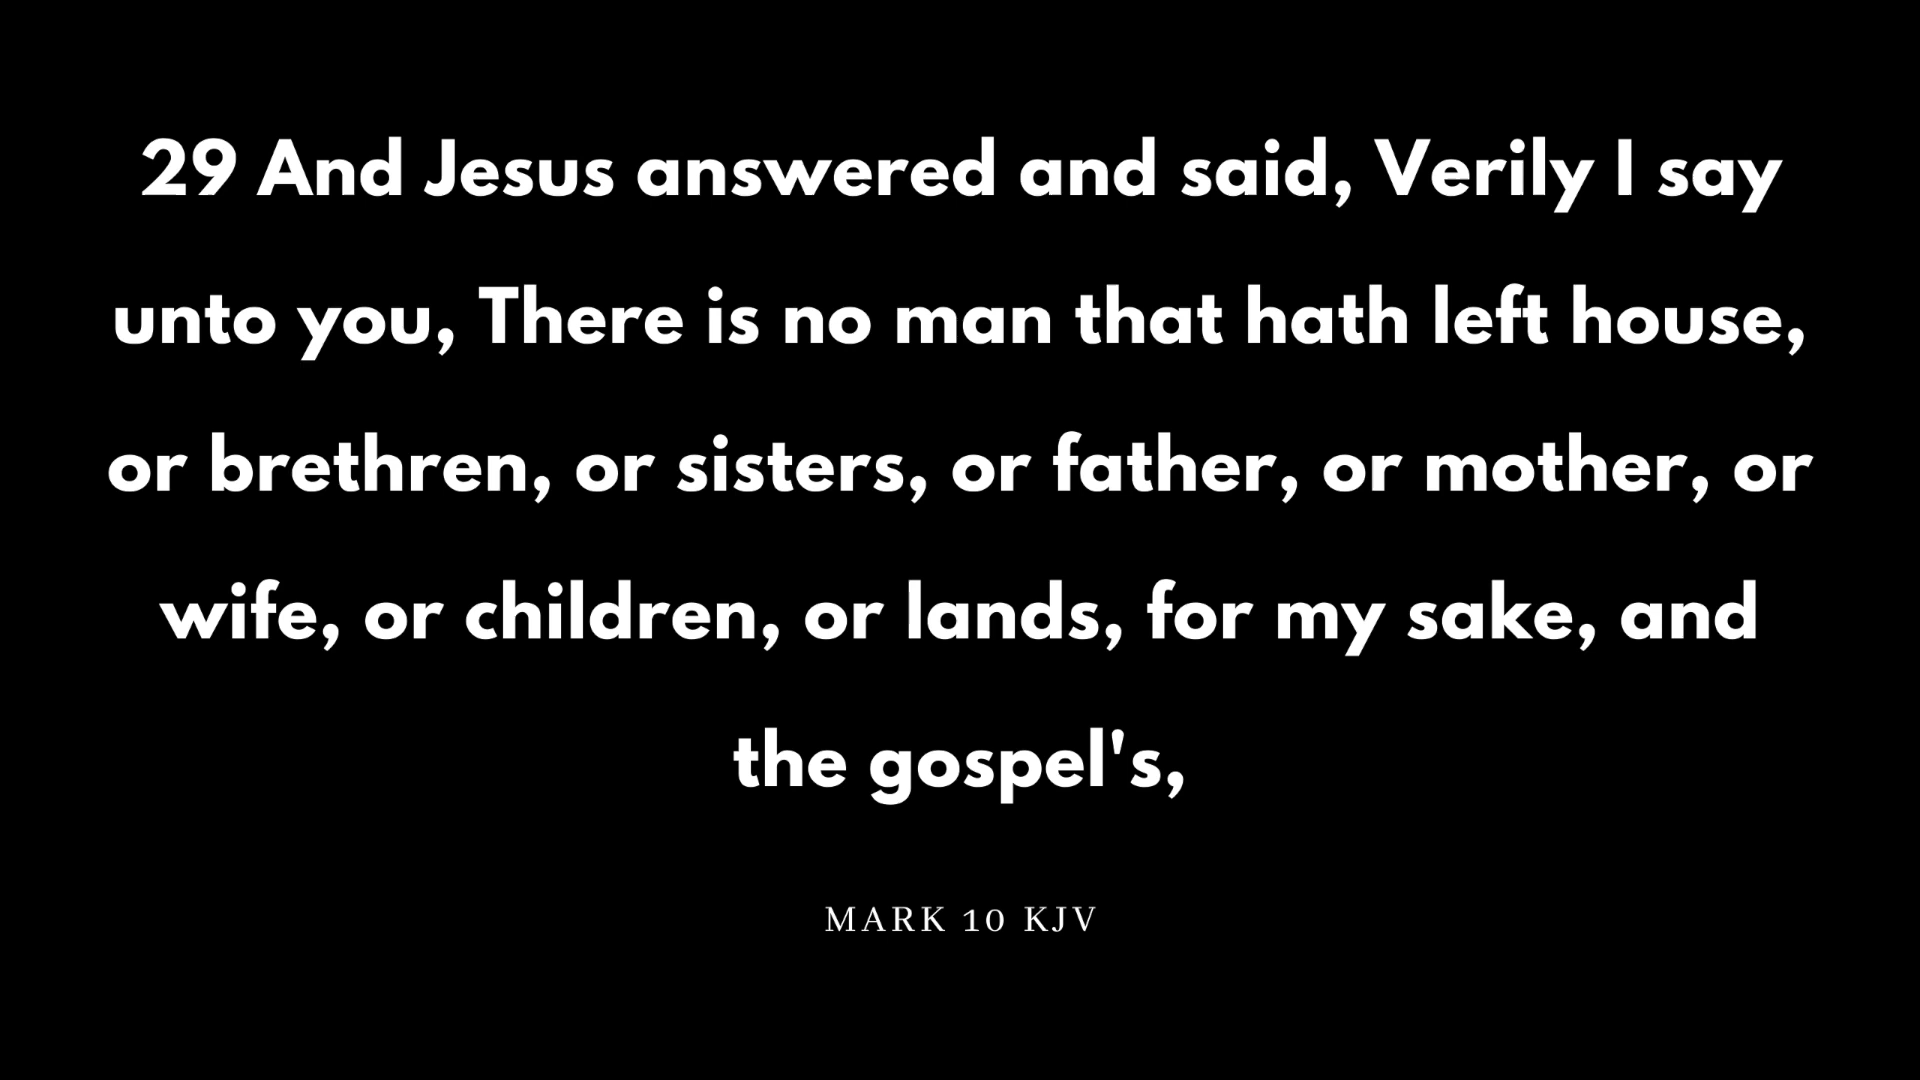 29 And Jesus answered and said, Verily I say
unto you, There is no man that hath left house,
or brethren, or sisters, or father, or mother, or
wife, or children, or lands, for my sake, and
the gospel's,
MARK 10 KJV